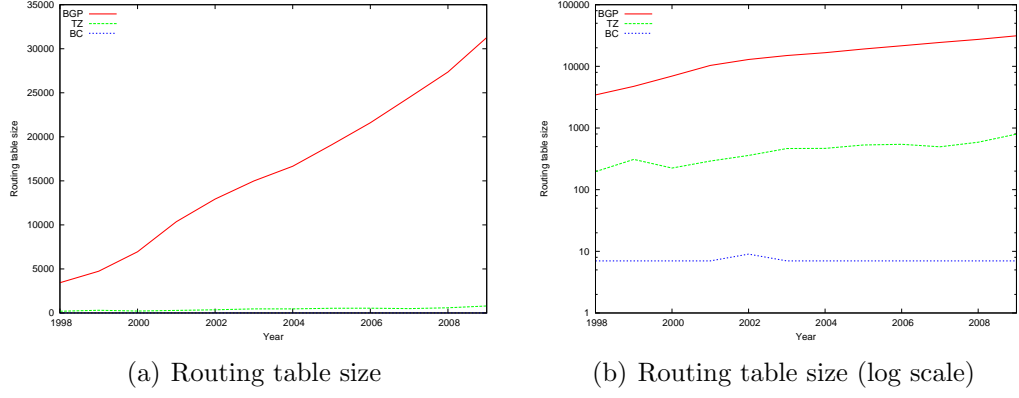 35000
30000
25000
20000
15000
10000
5000
0
Routing table size
BGP
TZ
BC
1998 2000 2002 2004 2006 2008
Year
(a) Routing table size
100000
10000
1000
100
10
1
Routing table size
BGP
TZ
BC
1998 2000 2002 2004 2006 2008
Year
(b) Routing table size (log scale)